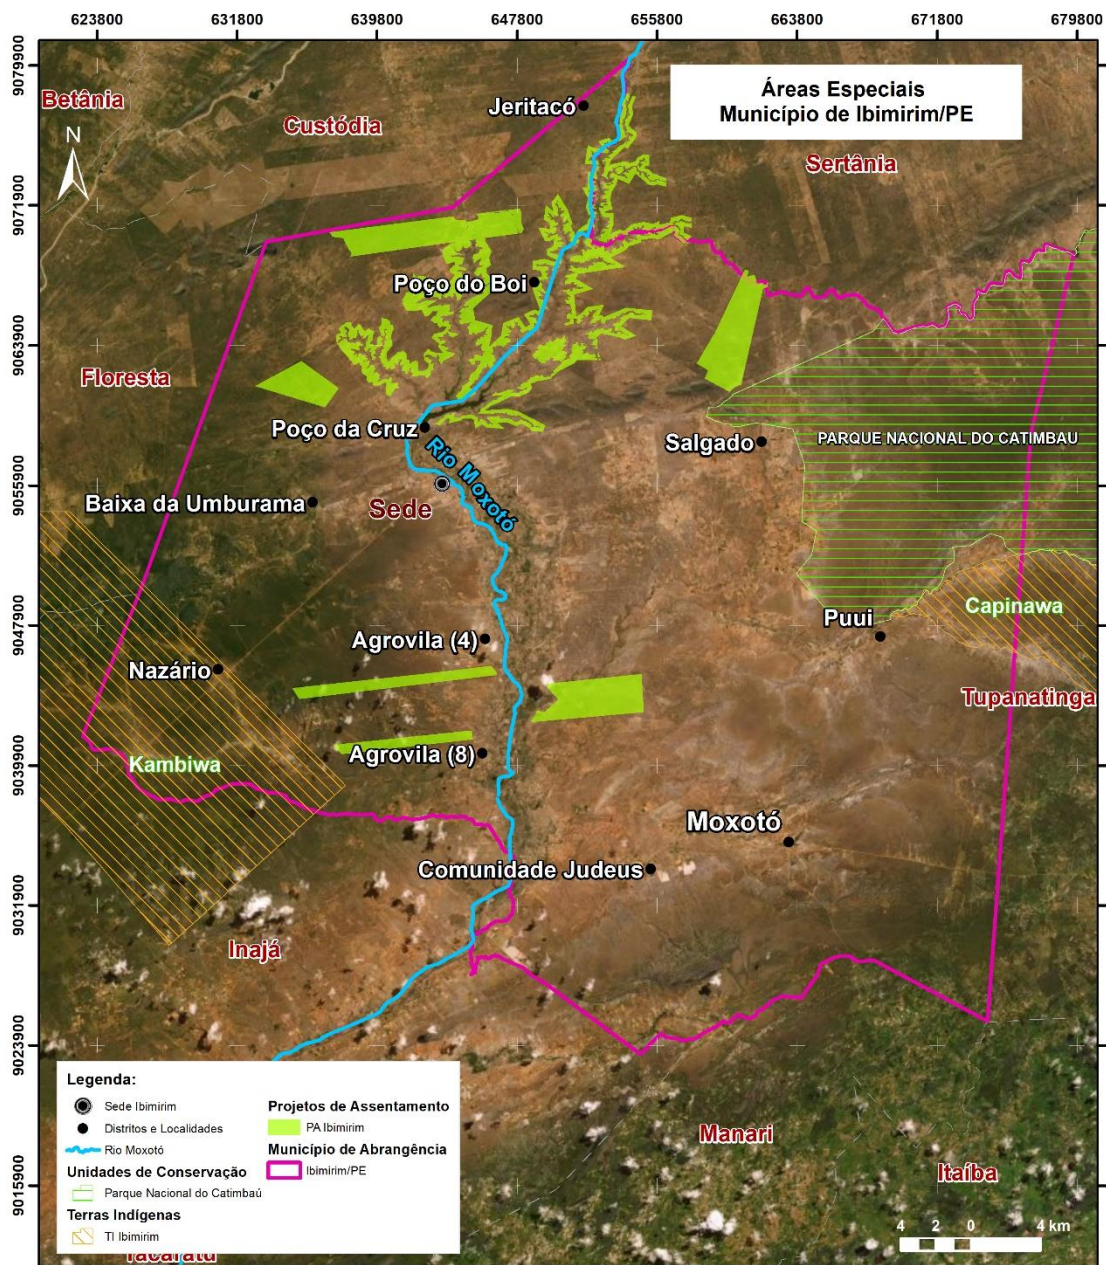 623800 631800 639800 647800 655800 663800 671800 679800
9079900
9071900
9063900
9055900
9047900
9039900
9031900
9023900
9015900
Áreas Especiais
Município de Ibimirim/PE
Betânia
Jeritacó
Custódia
Sertânia
N
Poço do Boi
Floresta
Poço da Cruz
Salgado
PARQUE NACIONAL DO CATIMBAU
Rio Moxotó
Baixa da Umburama
Sede
Capinawa
Puui
Agrovila (4)
Nazário
Tupanatinga
Agrovila (8)
Kambiwa
Moxotó
Comunidade Judeus
Inajá
Manari
Itaíba
Legenda:
Sede Ibimirim
Distritos e Localidades
Rio Moxotó
Unidades de Conservação
Parque Nacional do Catimbaú
Terras Indígenas
TI Ibimirim
Projetos de Assentamento
PA Ibimirim
Município de Abrangência
Ibimirim/PE
Tacaratu
4 2 0 4 km